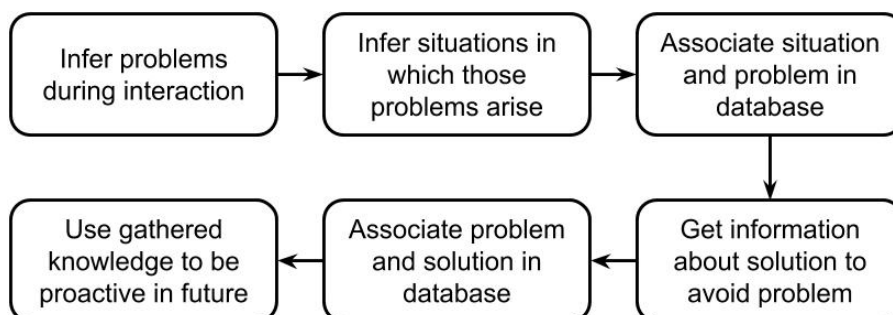 Infer problems
during interaction
Infer situations in
which those
problems arise
Associate situation
and problem in
database
Get information
about solution to
avoid problem
Associate problem
and solution in
database
Use gathered
knowledge to be
proactive in future